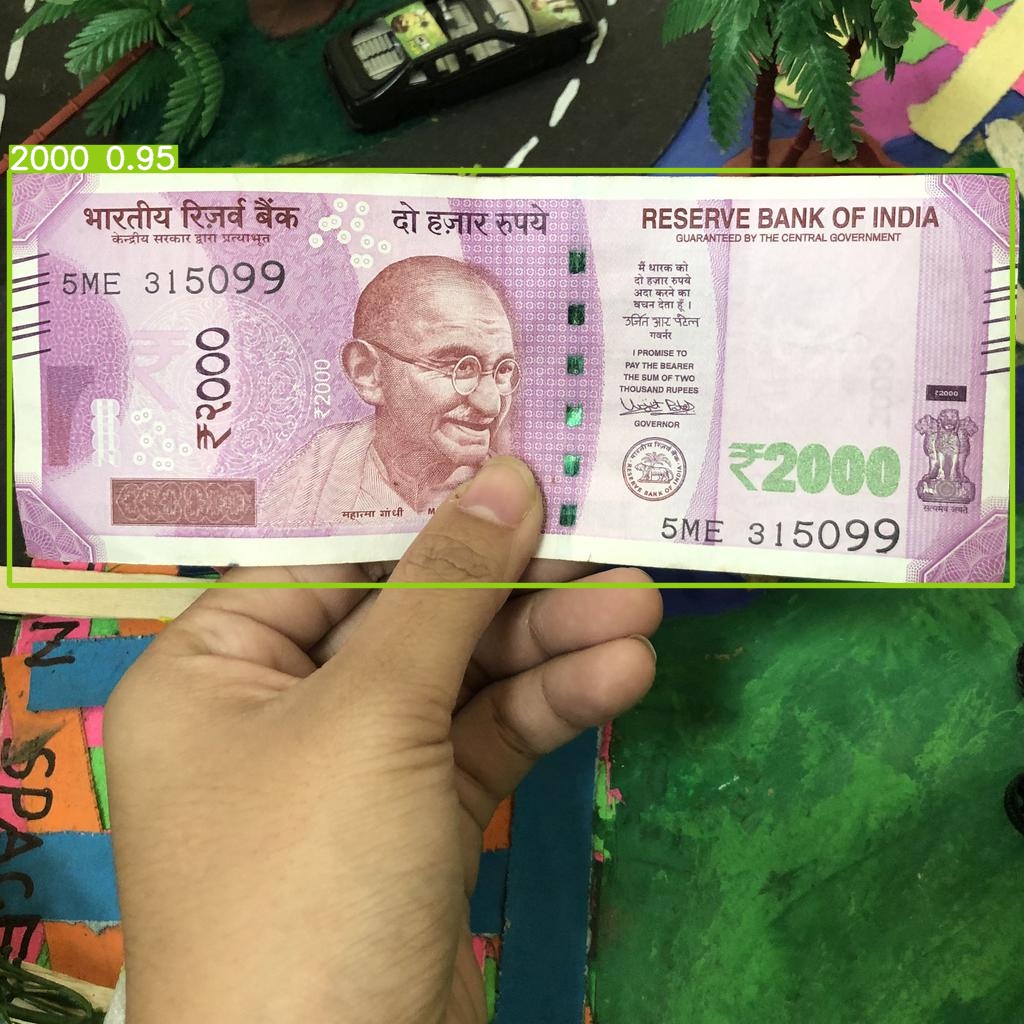 2000 0.95
भारतीय रिज़र्व बैंक
केन्द्रीय सरकार द्वारा प्रत्याभूत
दो हज़ार रुपये
RESERVE BANK OF INDIA
GUARANTEED BY THE CENTRAL GOVERNMENT
5ME 315099
₹2000
₹2000
मैं धारक को
दो हज़ार रुपये
अदा करने का
वचन देता हूँ ।
उर्जित आर पटेल
गवर्नर
I PROMISE TO
PAY THE BEARER
THE SUM OF TWO
THOUSAND RUPEES
GOVERNOR
भारतीय रिज़र्व बैंक
RESERVE BANK OF INDIA
₹2000
₹2000
सत्यमेव जयते
महात्मा गांधी
5ME 315099
N
SPACE